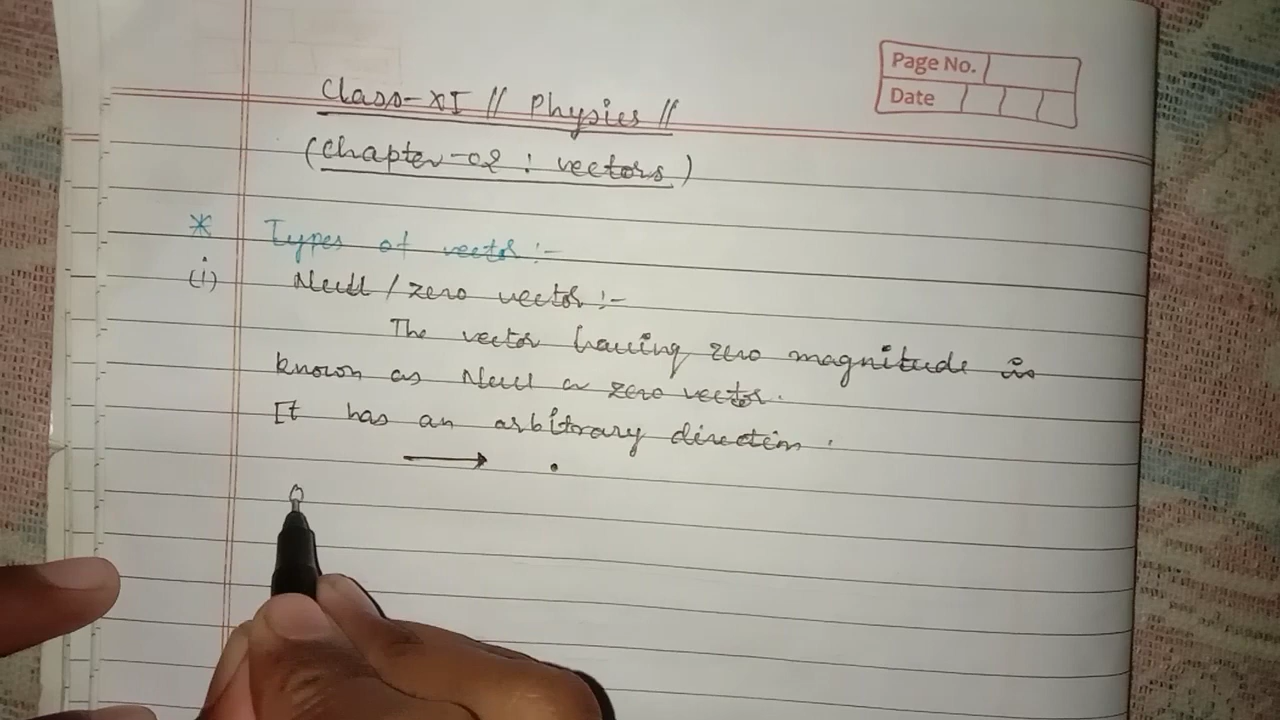 Page No.
Date
Class-XI // Physics //
(Chapter-02 : vectors)
* Types of vector :-
(i) Null / zero vector :-
The vector having zero magnitude is
known as Null or zero vector.
It has an arbitrary direction.